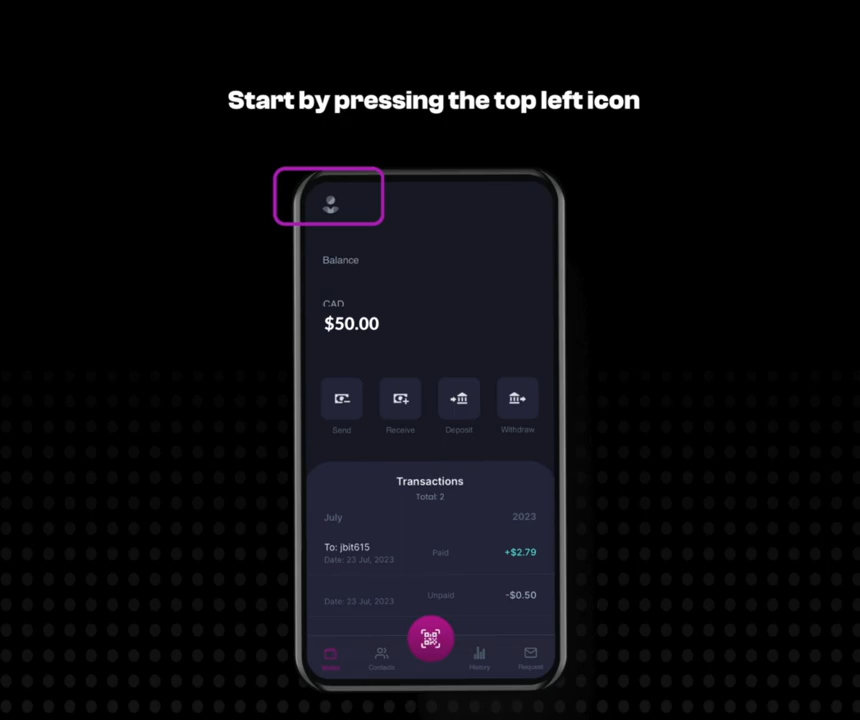 Start by pressing the top left icon
Balance
CAD
$50.00
Send Receive Deposit Withdraw
Transactions
Total: 2
July 2023
To: jbit615
Paid +$2.79
Date: 23 Jul, 2023
Unpaid -$0.50
Date: 23 Jul, 2023
Contacts History Request